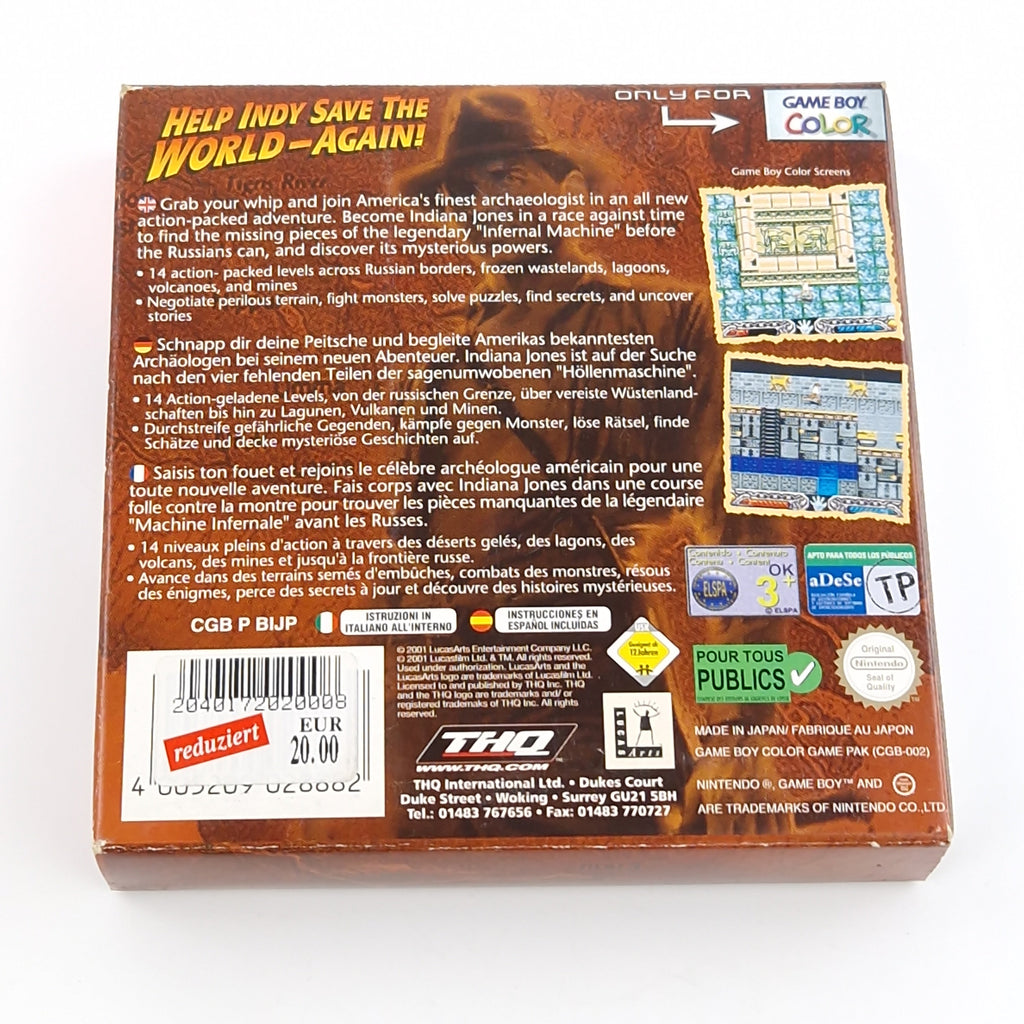 HELP INDY SAVE THE
WORLD—AGAIN!
ONLY FOR
GAME BOY
COLOR
Game Boy Color Screens
Grab your whip and join America's finest archaeologist in an all new
action-packed adventure. Become Indiana Jones in a race against time
to find the missing pieces of the legendary "Infernal Machine" before
the Russians can, and discover its mysterious powers.
• 14 action- packed levels across Russian borders, frozen wastelands, lagoons,
volcanoes, and mines
• Negotiate perilous terrain, fight monsters, solve puzzles, find secrets, and uncover
stories
Schnapp dir deine Peitsche und begleite Amerikas bekanntesten
Archäologen bei seinem neuen Abenteuer. Indiana Jones ist auf der Suche
nach den vier fehlenden Teilen der sagenumwobenen "Höllenmaschine".
• 14 Action-geladene Levels, von der russischen Grenze, über vereiste Wüstenland-
schaften bis hin zu Lagunen, Vulkanen und Minen.
• Durchstreife gefährliche Gegenden, kämpfe gegen Monster, löse Rätsel, finde
Schätze und decke mysteriöse Geschichten auf.
Saisis ton fouet et rejoins le célèbre archéologue américain pour une
toute nouvelle aventure. Fais corps avec Indiana Jones dans une course
folle contre la montre pour trouver les pièces manquantes de la légendaire
"Machine Infernale" avant les Russes.
• 14 niveaux pleins d'action à travers des déserts gelés, des lagons, des
volcans, des mines et jusqu'à la frontière russe.
• Avance dans des terrains semés d'embûches, combats des monstres, résous
des énigmes, perce des secrets à jour et découvre des histoires mystérieuses.
Contenido • Contenuto
Contenu • Content
OK
3+
ELSPA
© ELSPA
APTO PARA TODOS LOS PÚBLICOS
aDeSe
TP
CGB P BIJP
ISTRUZIONI IN
ITALIANO ALL'INTERNO
INSTRUCCIONES EN
ESPAÑOL INCLUIDAS
Geeignet ab
12 Jahren
POUR TOUS
PUBLICS
Original
Nintendo
Seal of
Quality
2040172020008
reduziert
EUR
20.00
4 005209 028882
© 2001 LucasArts Entertainment Company LLC.
© 2001 Lucasfilm Ltd. & TM. All rights reserved.
Used under authorization. LucasArts and the
LucasArts logo are trademarks of Lucasfilm Ltd.
Licensed to and published by THQ Inc. THQ
and the THQ logo are trademarks and/ or
registered trademaks of THQ Inc. All rights
reserved.
THQ
WWW.THQ.COM
Lucas
Arts
THQ International Ltd. • Dukes Court
Duke Street • Woking • Surrey GU21 5BH
Tel.: 01483 767656 • Fax: 01483 770727
MADE IN JAPAN/ FABRIQUE AU JAPON
GAME BOY COLOR GAME PAK (CGB-002)
NINTENDO ®, GAME BOY™ AND
ARE TRADEMARKS OF NINTENDO CO.,LTD